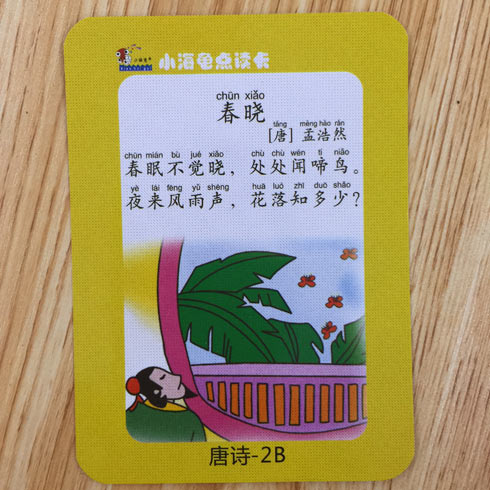 小海龟点读卡
chūn xiǎo
春晓
táng mèng hào rán
[唐] 孟浩然
chūn mián bù jué xiǎo chù chù wén tí niǎo
春眠不觉晓，处处闻啼鸟。
yè lái fēng yǔ shēng huā luò zhī duō shǎo
夜来风雨声，花落知多少？
唐诗-2B